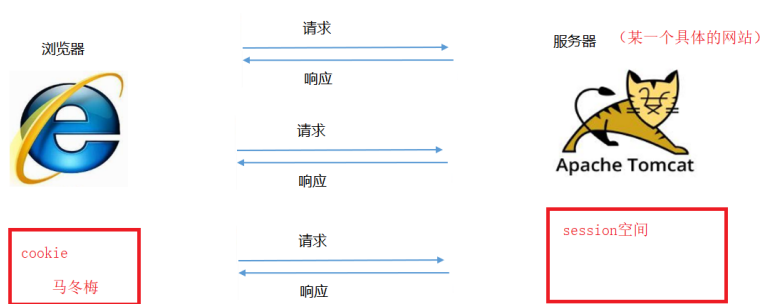 请求
浏览器
服务器 （某一个具体的网站）
响应
请求
Apache Tomcat
响应
cookie
马冬梅
session空间
请求
响应